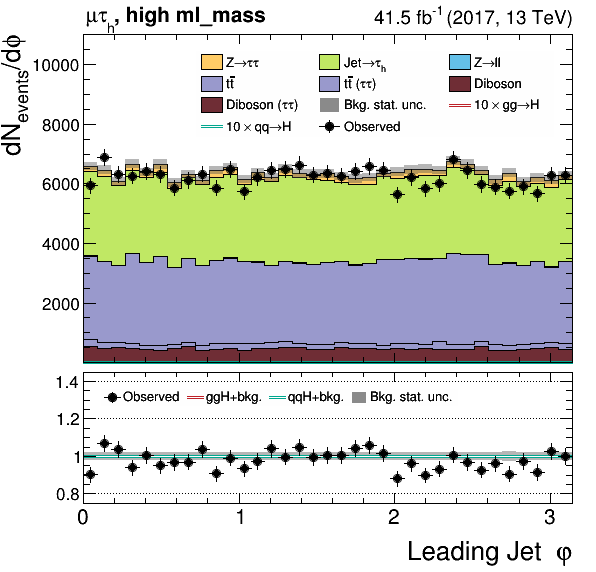 μτh, high ml_mass 41.5 fb-1 (2017, 13 TeV)
dNevents/dφ
10000
8000
6000
4000
2000
Z→ττ Jet→τh Z→ll
tt̄ tt̄ (ττ) Diboson
Diboson (ττ) Bkg. stat. unc. 10×gg→H
10×qq→H Observed
1.4
1.2
1
0.8
Observed ggH+bkg. qqH+bkg. Bkg. stat. unc.
0 1 2 3
Leading Jet φ